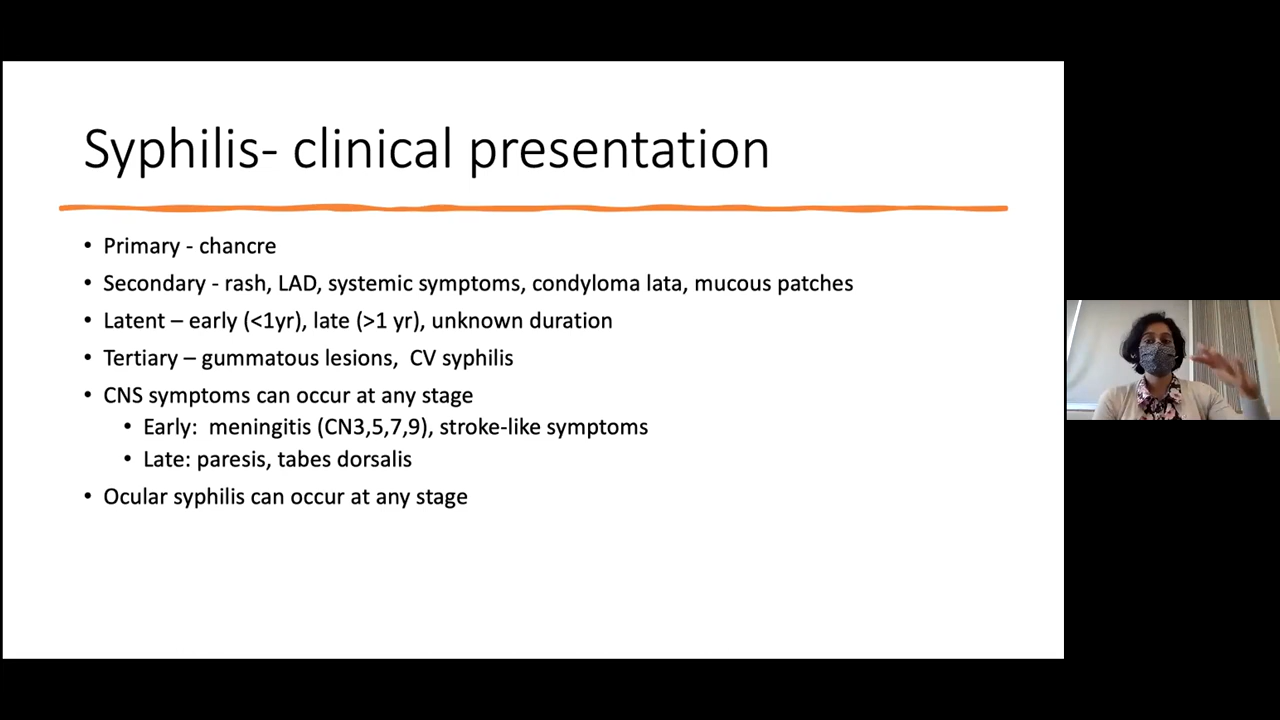 Syphilis- clinical presentation
• Primary - chancre
• Secondary - rash, LAD, systemic symptoms, condyloma lata, mucous patches
• Latent – early (<1yr), late (>1 yr), unknown duration
• Tertiary – gummatous lesions,  CV syphilis
• CNS symptoms can occur at any stage
• Early:  meningitis (CN3,5,7,9), stroke-like symptoms
• Late: paresis, tabes dorsalis
• Ocular syphilis can occur at any stage